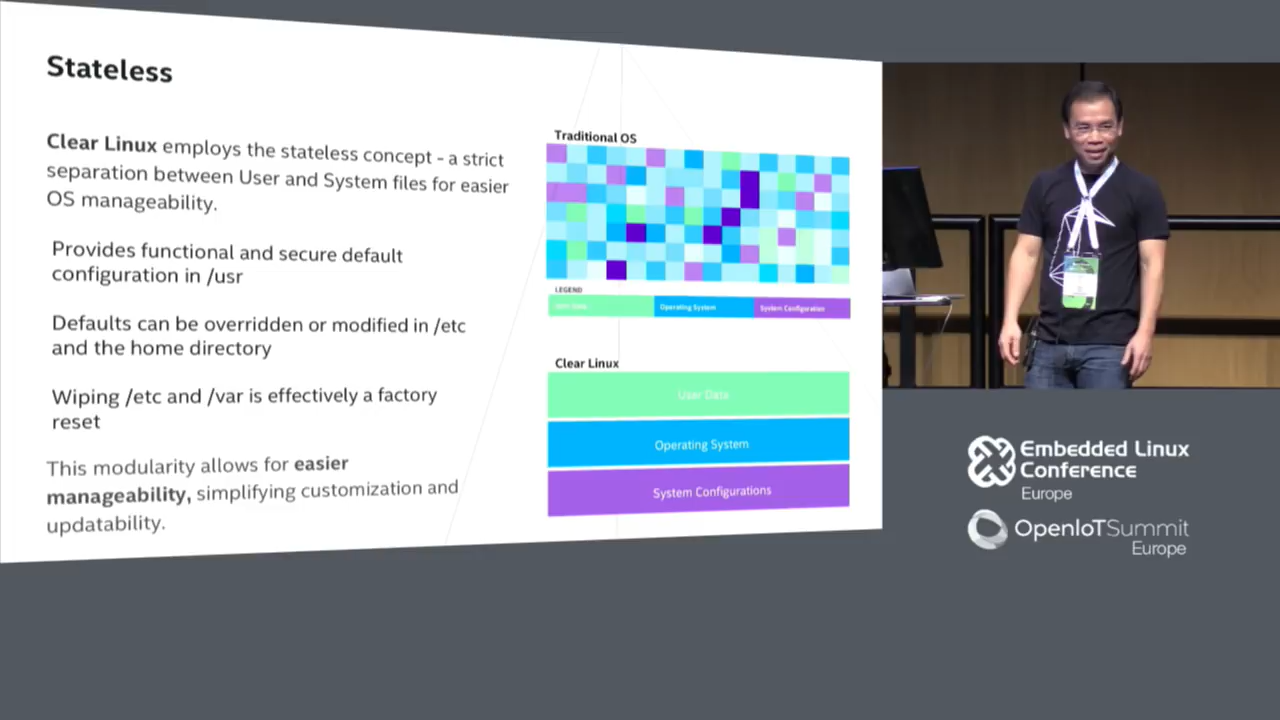 Stateless
Clear Linux employs the stateless concept - a strict
separation between User and System files for easier
OS manageability.
Provides functional and secure default
configuration in /usr
Defaults can be overridden or modified in /etc
and the home directory
Wiping /etc and /var is effectively a factory
reset
This modularity allows for easier
manageability, simplifying customization and
updatability.
Traditional OS
LEGEND
Operating System
System Configuration
Clear Linux
User Data
Operating System
System Configurations
Embedded Linux
Conference
Europe
OpenIoTSummit
Europe